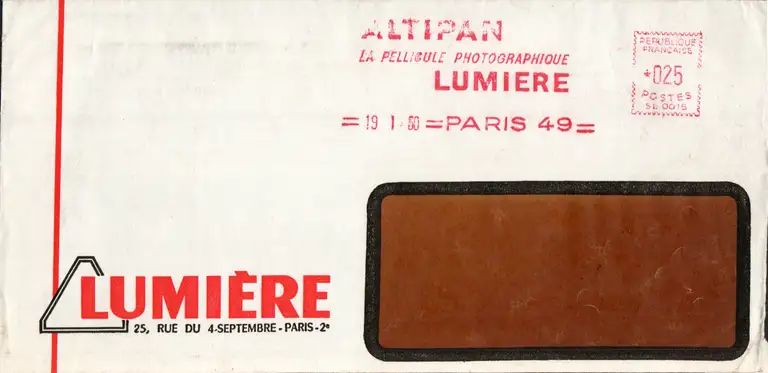 ALTIPAN
LA PELLICULE PHOTOGRAPHIQUE
LUMIERE
= 19 1 - 60 = PARIS 49 =
REPUBLIQUE
FRANCAISE
*025
POSTES
LUMIÈRE
25, RUE DU 4-SEPTEMBRE - PARIS - 2e